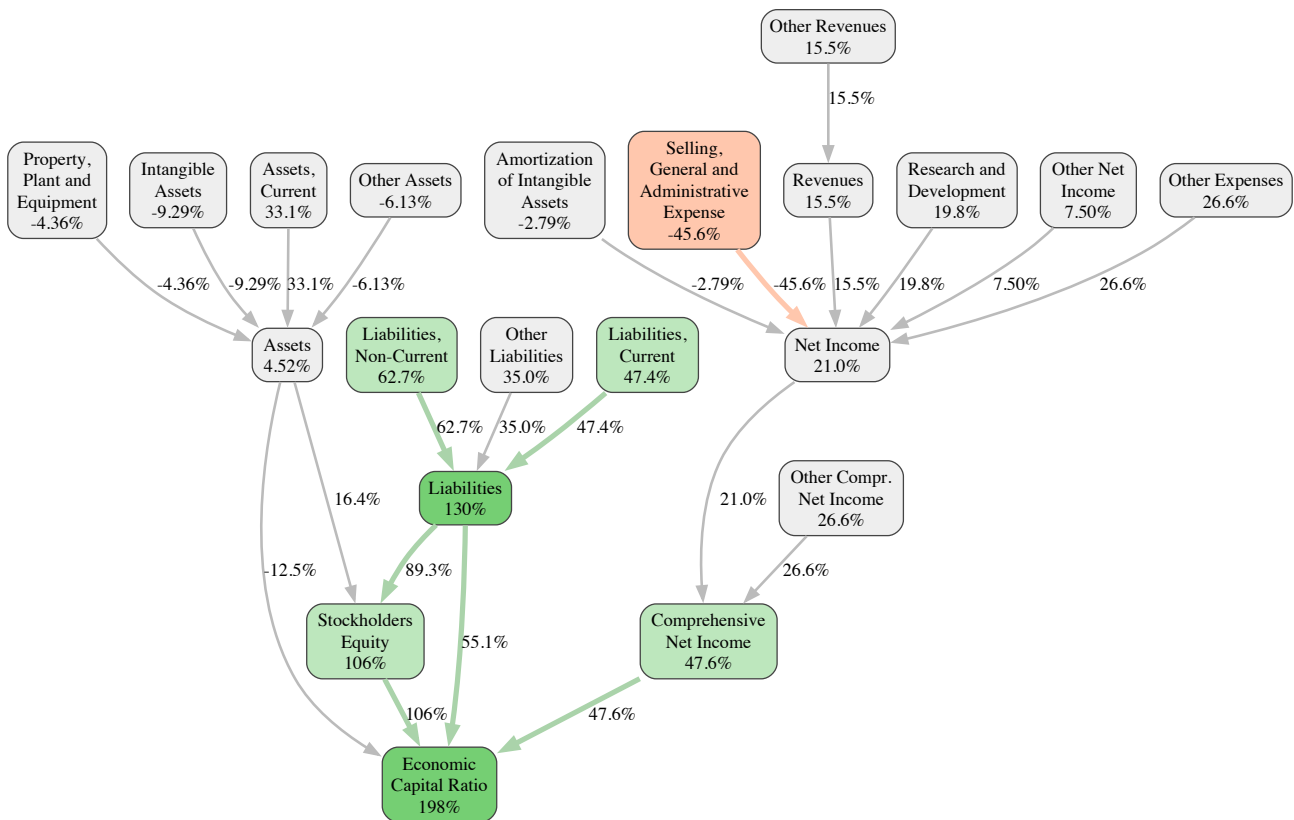 Other Revenues
15.5%
15.5%
Property,
Plant and
Equipment
-4.36%
Intangible
Assets
-9.29%
Assets,
Current
33.1%
Other Assets
-6.13%
Amortization
of Intangible
Assets
-2.79%
Selling,
General and
Administrative
Expense
-45.6%
Revenues
15.5%
Research and
Development
19.8%
Other Net
Income
7.50%
Other Expenses
26.6%
-4.36%
-9.29%
33.1%
-6.13%
-2.79%
-45.6%
15.5%
19.8%
7.50%
26.6%
Assets
4.52%
Liabilities,
Non-Current
62.7%
Other
Liabilities
35.0%
Liabilities,
Current
47.4%
Net Income
21.0%
62.7%
35.0%
47.4%
16.4%
Liabilities
130%
21.0%
Other Compr.
Net Income
26.6%
-12.5%
89.3%
26.6%
Stockholders
Equity
106%
55.1%
Comprehensive
Net Income
47.6%
106%
47.6%
Economic
Capital Ratio
198%